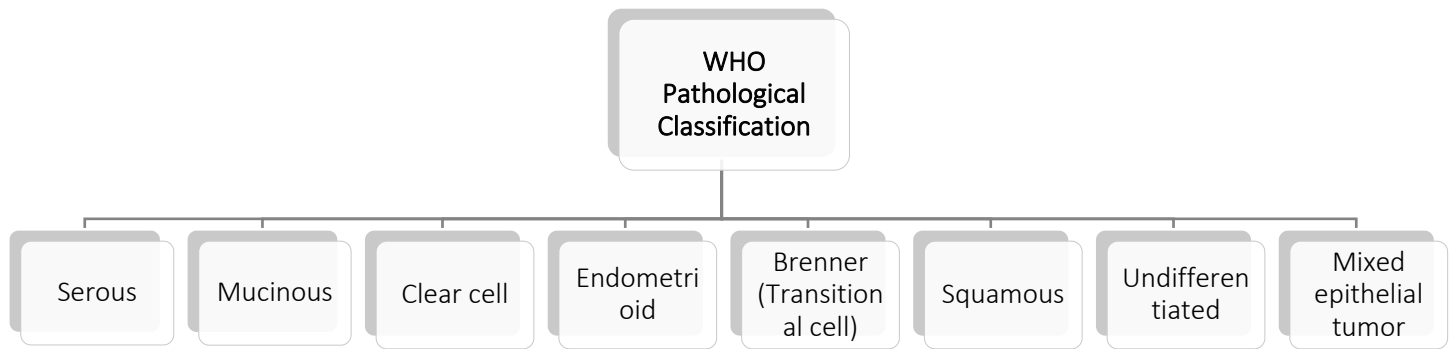 WHO
Pathological
Classification
Serous
Mucinous
Clear cell
Endometri
oid
Brenner
(Transition
al cell)
Squamous
Undifferen
tiated
Mixed
epithelial
tumor